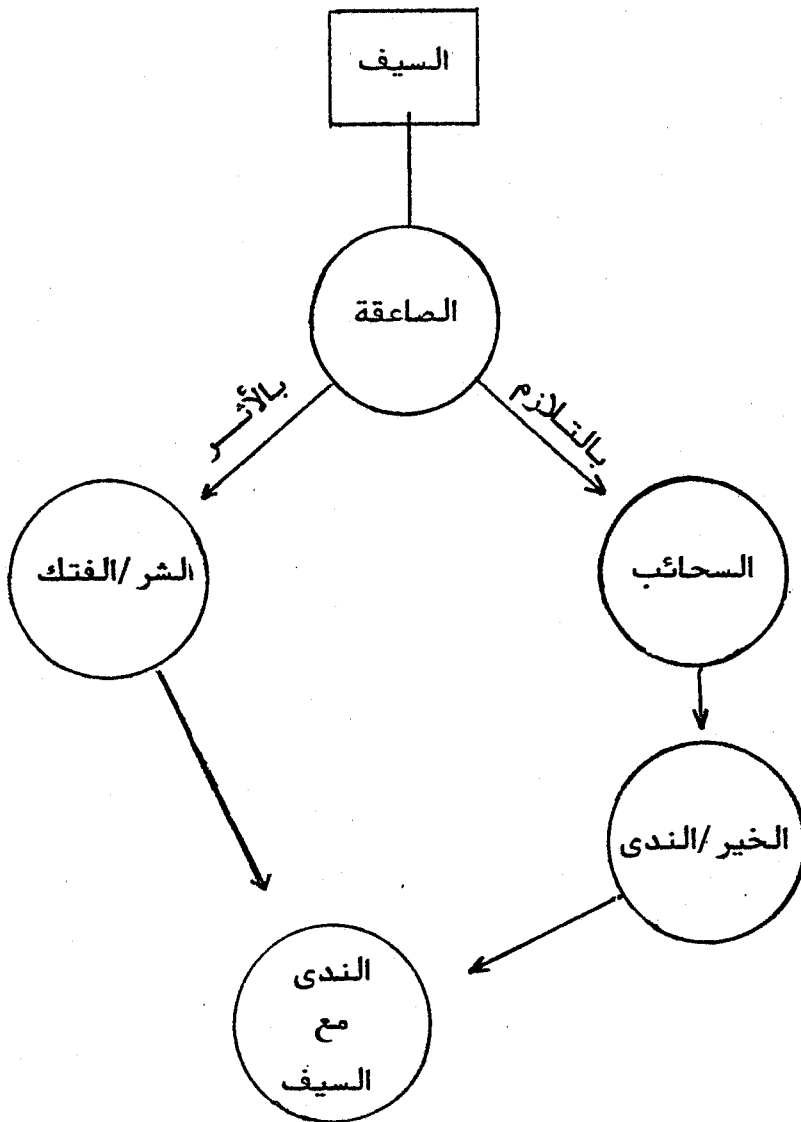 السيف
الصاعقة
بالتلازم
بالأثر
السحائب
الشر/الفتك
الخير/الندى
الندى
مع
السيف